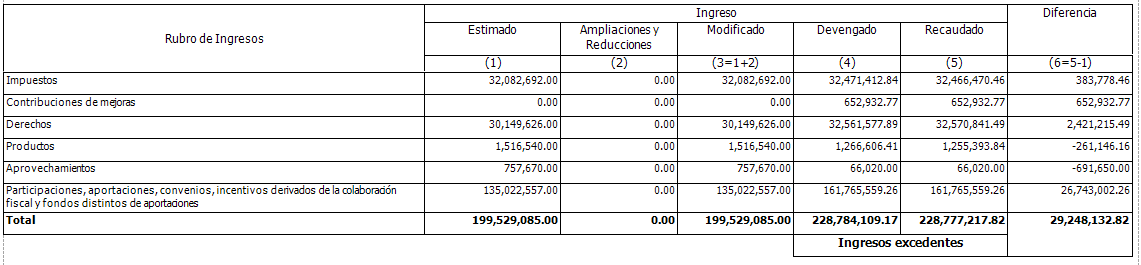 Rubro de Ingresos
Ingreso
Diferencia
Estimado
Ampliaciones y
Reducciones
Modificado
Devengado
Recaudado
(1) (2) (3=1+2) (4) (5) (6=5-1)
Impuestos 32,082,692.00 0.00 32,082,692.00 32,471,412.84 32,466,470.46 383,778.46
Contribuciones de mejoras 0.00 0.00 0.00 652,932.77 652,932.77 652,932.77
Derechos 30,149,626.00 0.00 30,149,626.00 32,561,577.89 32,570,841.49 2,421,215.49
Productos 1,516,540.00 0.00 1,516,540.00 1,266,606.41 1,255,393.84 -261,146.16
Aprovechamientos 757,670.00 0.00 757,670.00 66,020.00 66,020.00 -691,650.00
Participaciones, aportaciones, convenios, incentivos derivados de la colaboración
fiscal y fondos distintos de aportaciones 135,022,557.00 0.00 135,022,557.00 161,765,559.26 161,765,559.26 26,743,002.26
Total 199,529,085.00 0.00 199,529,085.00 228,784,109.17 228,777,217.82 29,248,132.82
Ingresos excedentes